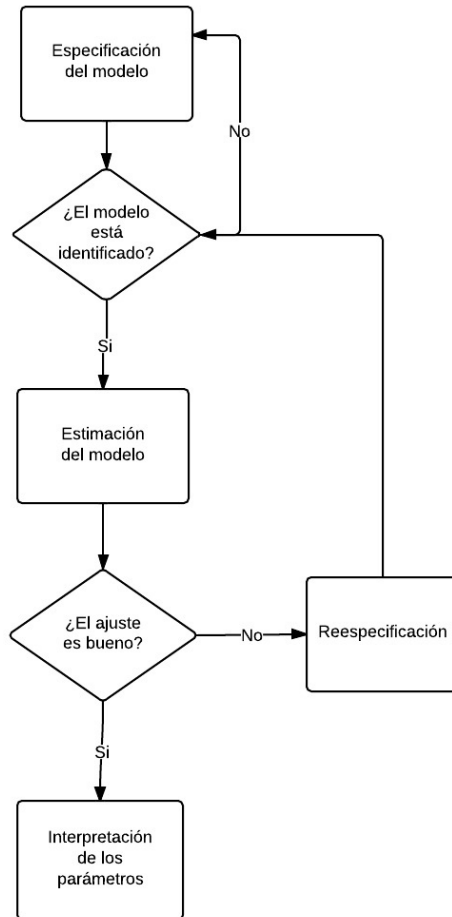 Especificación
del modelo
No
¿El modelo
está
identificado?
Si
Estimación
del modelo
¿El ajuste
es bueno?
No
Reespecificación
Si
Interpretación
de los
parámetros